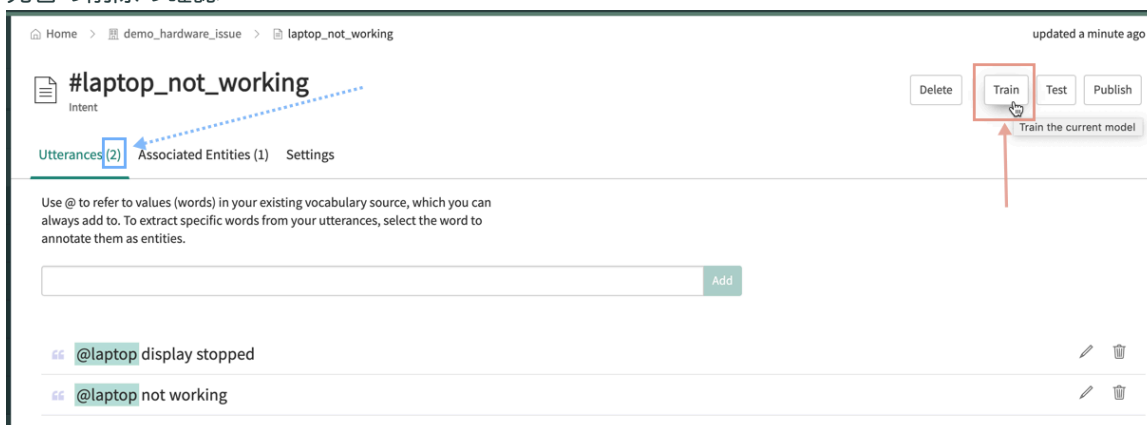 Home > demo_hardware_issue > laptop_not_working updated a minute ago
#laptop_not_working
Intent
Delete Train Test Publish
Train the current model
Utterances (2) Associated Entities (1) Settings
Use @ to refer to values (words) in your existing vocabulary source, which you can
always add to. To extract specific words from your utterances, select the word to
annotate them as entities.
Add
@laptop display stopped
@laptop not working